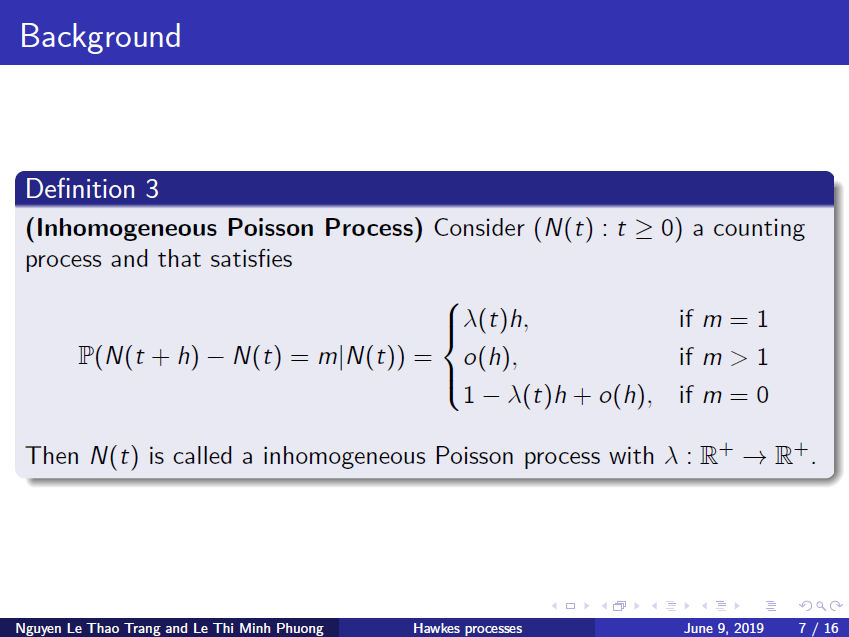 Background
Definition 3
(Inhomogeneous Poisson Process) Consider (N(t) : t ≥ 0) a counting
process and that satisfies
λ(t)h, if m = 1
ℙ(N(t + h) − N(t) = m|N(t)) = { o(h), if m > 1
1 − λ(t)h + o(h), if m = 0
Then N(t) is called a inhomogeneous Poisson process with λ : ℝ⁺ → ℝ⁺.
Nguyen Le Thao Trang and Le Thi Minh Phuong Hawkes processes June 9, 2019 7 / 16